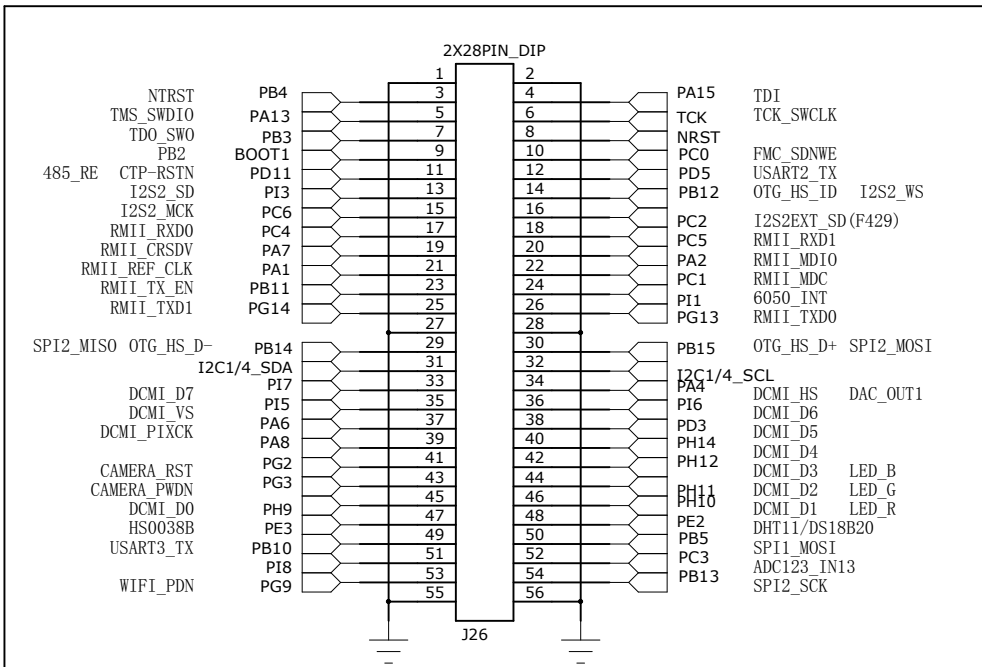 2X28PIN_DIP
1 2
NTRST PB4 3 4 PA15 TDI
TMS_SWDIO PA13 5 6 TCK TCK_SWCLK
TDO_SWO PB3 7 8 NRST
PB2 BOOT1 9 10 PC0 FMC_SDNWE
485_RE CTP-RSTN PD11 11 12 PD5 USART2_TX
I2S2_SD PI3 13 14 PB12 OTG_HS_ID I2S2_WS
I2S2_MCK PC6 15 16 PC2 I2S2EXT_SD(F429)
RMII_RXD0 PC4 17 18 PC5 RMII_RXD1
RMII_CRSDV PA7 19 20 PA2 RMII_MDIO
RMII_REF_CLK PA1 21 22 PC1 RMII_MDC
RMII_TX_EN PB11 23 24 PI1 6050_INT
RMII_TXD1 PG14 25 26 PG13 RMII_TXD0
27 28
SPI2_MISO OTG_HS_D- PB14 29 30 PB15 OTG_HS_D+ SPI2_MOSI
I2C1/4_SDA 31 32 I2C1/4_SCL
DCMI_D7 PI7 33 34 PA4 DCMI_HS DAC_OUT1
DCMI_VS PI5 35 36 PI6 DCMI_D6
DCMI_PIXCK PA6 37 38 PD3 DCMI_D5
PA8 39 40 PH14 DCMI_D4
CAMERA_RST PG2 41 42 PH12 DCMI_D3 LED_B
CAMERA_PWDN PG3 43 44 PH11 DCMI_D2 LED_G
DCMI_D0 PH9 45 46 PH10 DCMI_D1 LED_R
HS0038B PE3 47 48 PE2 DHT11/DS18B20
USART3_TX PB10 49 50 PB5 SPI1_MOSI
PI8 51 52 PC3 ADC123_IN13
WIFI_PDN PG9 53 54 PB13 SPI2_SCK
55 56
J26